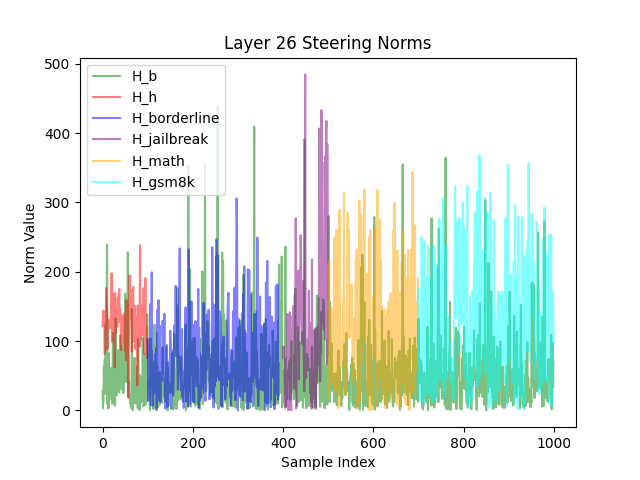 Layer 26 Steering Norms
500
400
300
200
100
0
Norm Value
H_b
H_h
H_borderline
H_jailbreak
H_math
H_gsm8k
0
200
400
600
800
1000
Sample Index